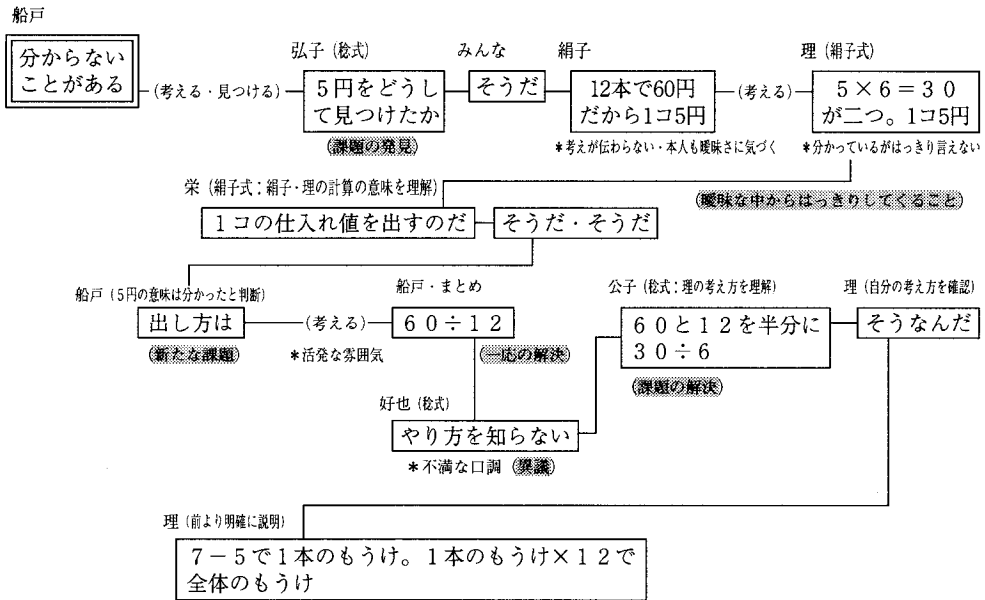 船戸
分からない
ことがある
(考える・見つける)
弘子(稔式)
5円をどうし
て見つけたか
(課題の発見)
みんな
そうだ
絹子
12本で60円
だから1コ5円
*考えが伝わらない・本人も曖昧さに気づく
(考える)
理(絹子式)
5×6=30
が二つ。1コ5円
*分かっているがはっきり言えない
(曖昧な中からはっきりしてくること)
栄(絹子式:絹子・理の計算の意味を理解)
1コの仕入れ値を出すのだ
そうだ・そうだ
船戸(5円の意味は分かったと判断)
出し方は
(新たな課題)
(考える)
*活発な雰囲気
船戸・まとめ
60÷12
(一応の解決)
好也(稔式)
やり方を知らない
*不満な口調(異議)
公子(稔式:理の考え方を理解)
60と12を半分に
30÷6
(課題の解決)
理(自分の考え方を確認)
そうなんだ
理(前より明確に説明)
7-5で1本のもうけ。1本のもうけ×12で
全体のもうけ